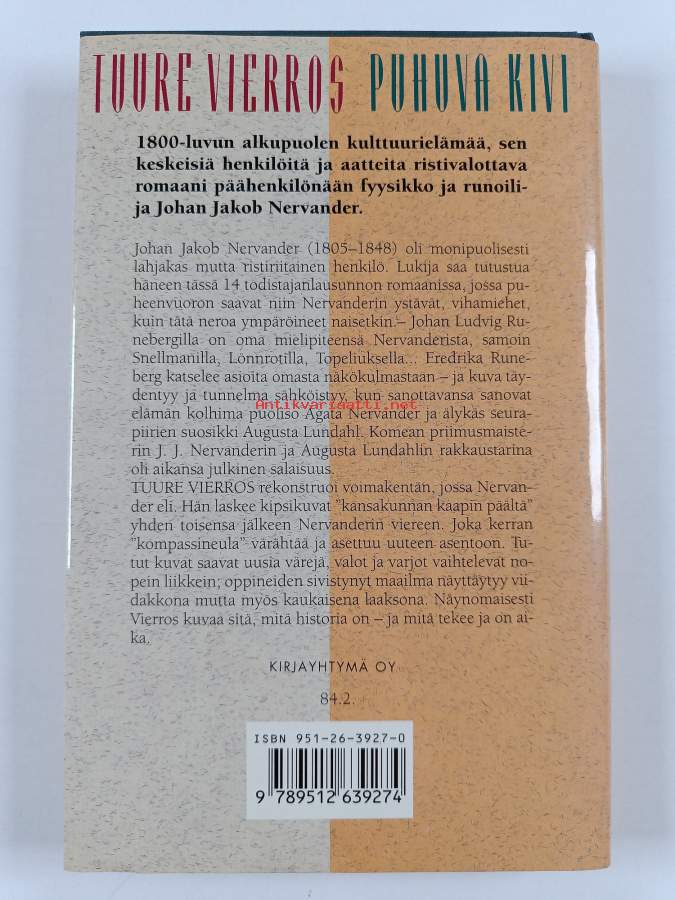 TUURE VIERROS PUHUVA KIVI
1800-luvun alkupuolen kulttuurielämää, sen
keskeisiä henkilöitä ja aatteita ristivalottava
romaani päähenkilönään fyysikko ja runoili-
ja Johan Jakob Nervander.
Johan Jakob Nervander (1805–1848) oli monipuolisesti
lahjakas mutta ristiriitainen henkilö. Lukija saa tutustua
häneen tässä 14 todistajanlausunnon romaanissa, jossa pu-
heenvuoron saavat niin Nervanderin ystävät, vihamiehet,
kuin tätä neroa ympäröineet naisetkin. – Johan Ludvig Ru-
nebergilla on oma mielipiteensä Nervanderista, samoin
Snellmanilla, Lönnrotilla, Topeliuksella... Fredrika Rune-
berg katselee asioita omasta näkökulmastaan – ja kuva täy-
dentyy ja tunnelma sähköistyy, kun sanottavansa sanovat
Antikvariaatti.net
elämän kolhima puoliso Agata Nervander ja älykäs seura-
piirien suosikki Augusta Lundahl. Komean priimusmaiste-
rin J. J. Nervanderin ja Augusta Lundahlin rakkaustarina
oli aikansa julkinen salaisuus.
TUURE VIERROS rekonstruoi voimakentän, jossa Nervan-
der eli. Hän laskee kipsikuvat "kansakunnan kaapin päältä"
yhden toisensa jälkeen Nervanderin viereen. Joka kerran
"kompassineula" värähtää ja asettuu uuteen asentoon. Tu-
tut kuvat saavat uusia värejä, valot ja varjot vaihtelevat no-
pein liikkein; oppineiden sivistynyt maailma näyttäytyy vii-
dakkona mutta myös kaukaisena laaksona. Näynomaisesti
Vierros kuvaa sitä, mitä historia on – ja mitä tekee ja on ai-
ka.
KIRJAYHTYMÄ OY
84.2.
ISBN 951-26-3927-0
9 789512 639274